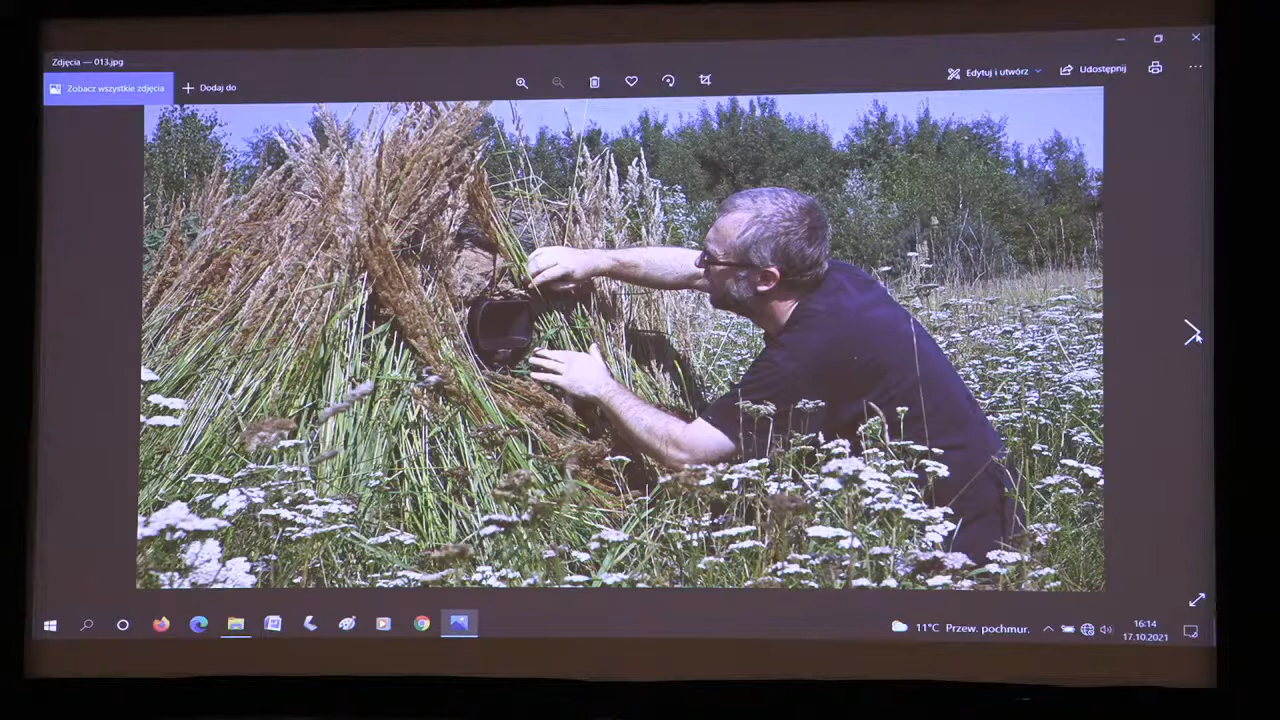 Zdjęcia — 013.jpg
Zobacz wszystkie zdjęcia
Dodaj do
Edytuj i utwórz
Udostępnij
11°C Przew. pochmur.
16:14
17.10.2021